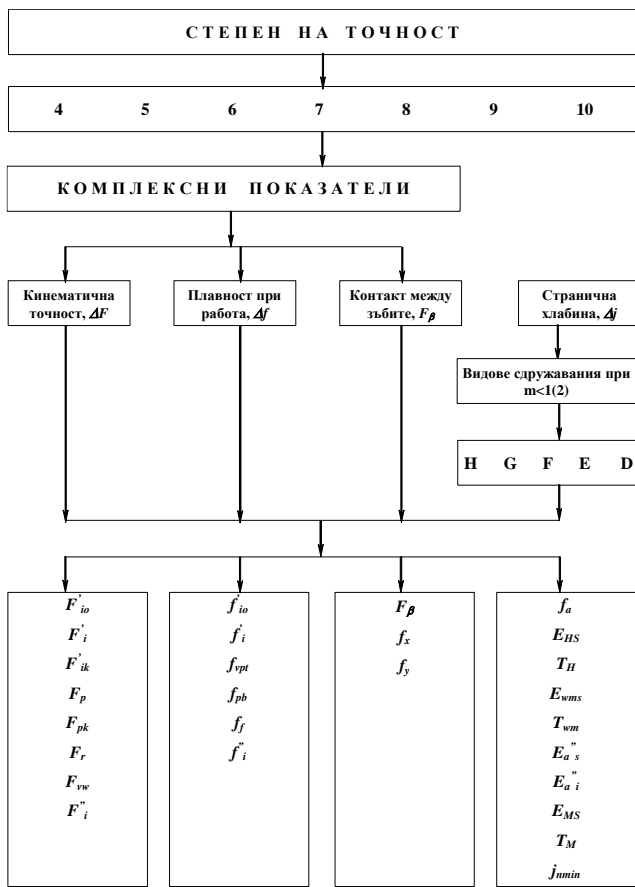 СТЕПЕН НА ТОЧНОСТ
4 5 6 7 8 9 10
КОМПЛЕКСНИ ПОКАЗАТЕЛИ
Кинематична
точност, ΔF
Плавност при
работа, Δf
Контакт между
зъбите, Fβ
Странична
хлабина, Δj
Видове сдружавания при
m<1(2)
H G F E D
F'io
F'i
F'ik
Fp
Fpk
Fr
Fvw
F"i
f'io
f'i
fvpt
fpb
ff
f"i
Fβ
fx
fy
fa
EHS
TH
Ewms
Twm
Ea"s
Ea"i
EMS
TM
jnmin